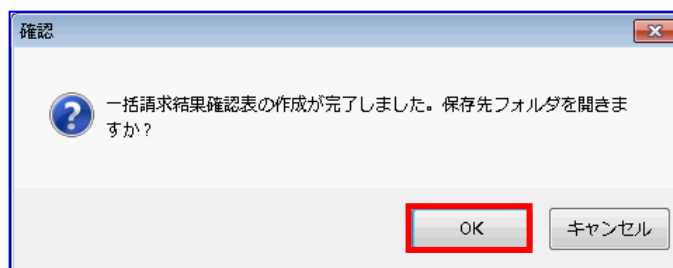 確認
一括請求結果確認表の作成が完了しました。保存先フォルダを開きま
すか？
OK
キャンセル